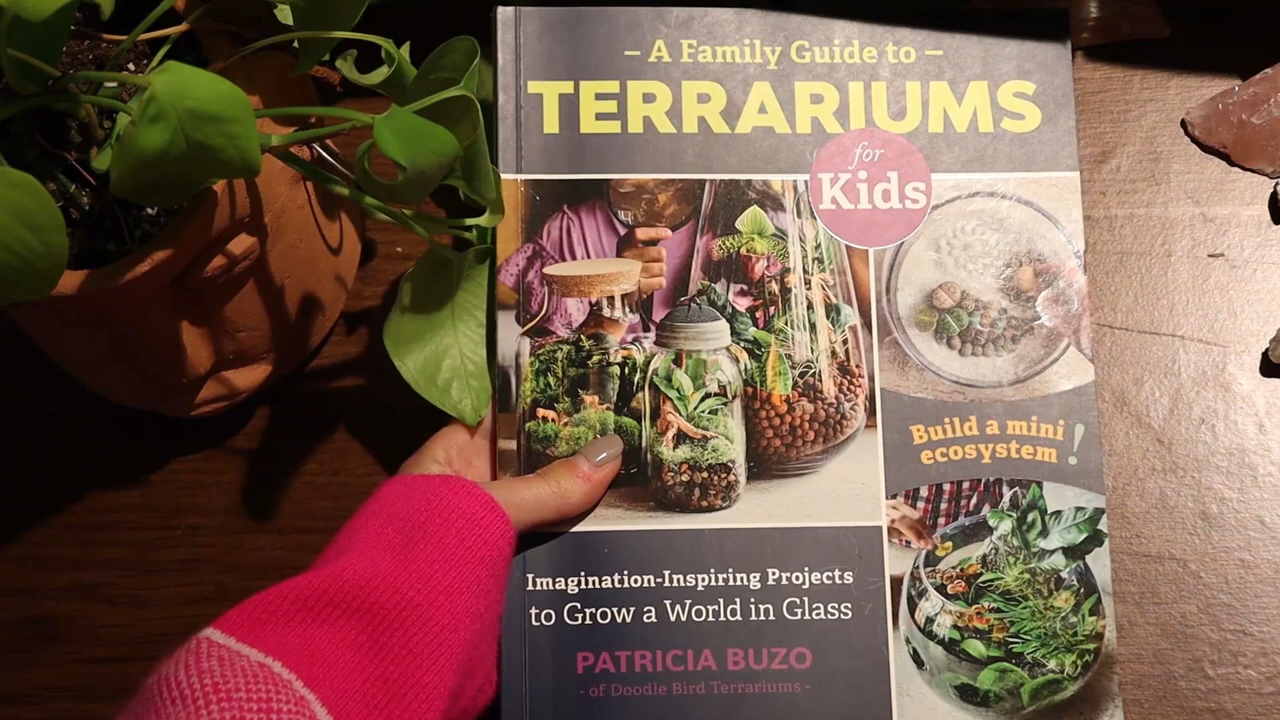 – A Family Guide to –
TERRARIUMS
for
Kids
Build a mini
ecosystem!
Imagination-Inspiring Projects
to Grow a World in Glass
PATRICIA BUZO
- of Doodle Bird Terrariums -